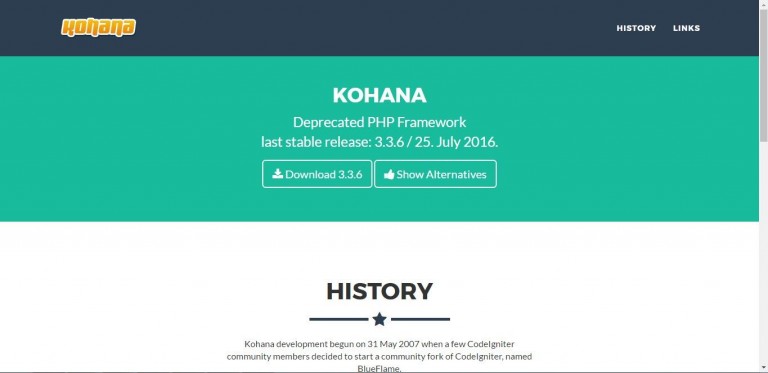 kohana
HISTORY LINKS
KOHANA
Deprecated PHP Framework
last stable release: 3.3.6 / 25. July 2016.
Download 3.3.6 Show Alternatives
HISTORY
Kohana development begun on 31 May 2007 when a few CodeIgniter
community members decided to start a community fork of CodeIgniter, named
BlueFlame.